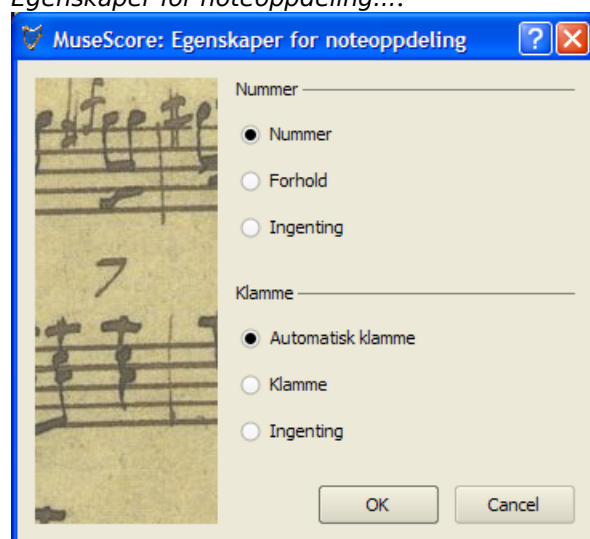 Egenskaper for noteoppdeling...:
MuseScore: Egenskaper for noteoppdeling
Nummer
Nummer
Forhold
Ingenting
7
Klamme
Automatisk klamme
Klamme
Ingenting
OK
Cancel